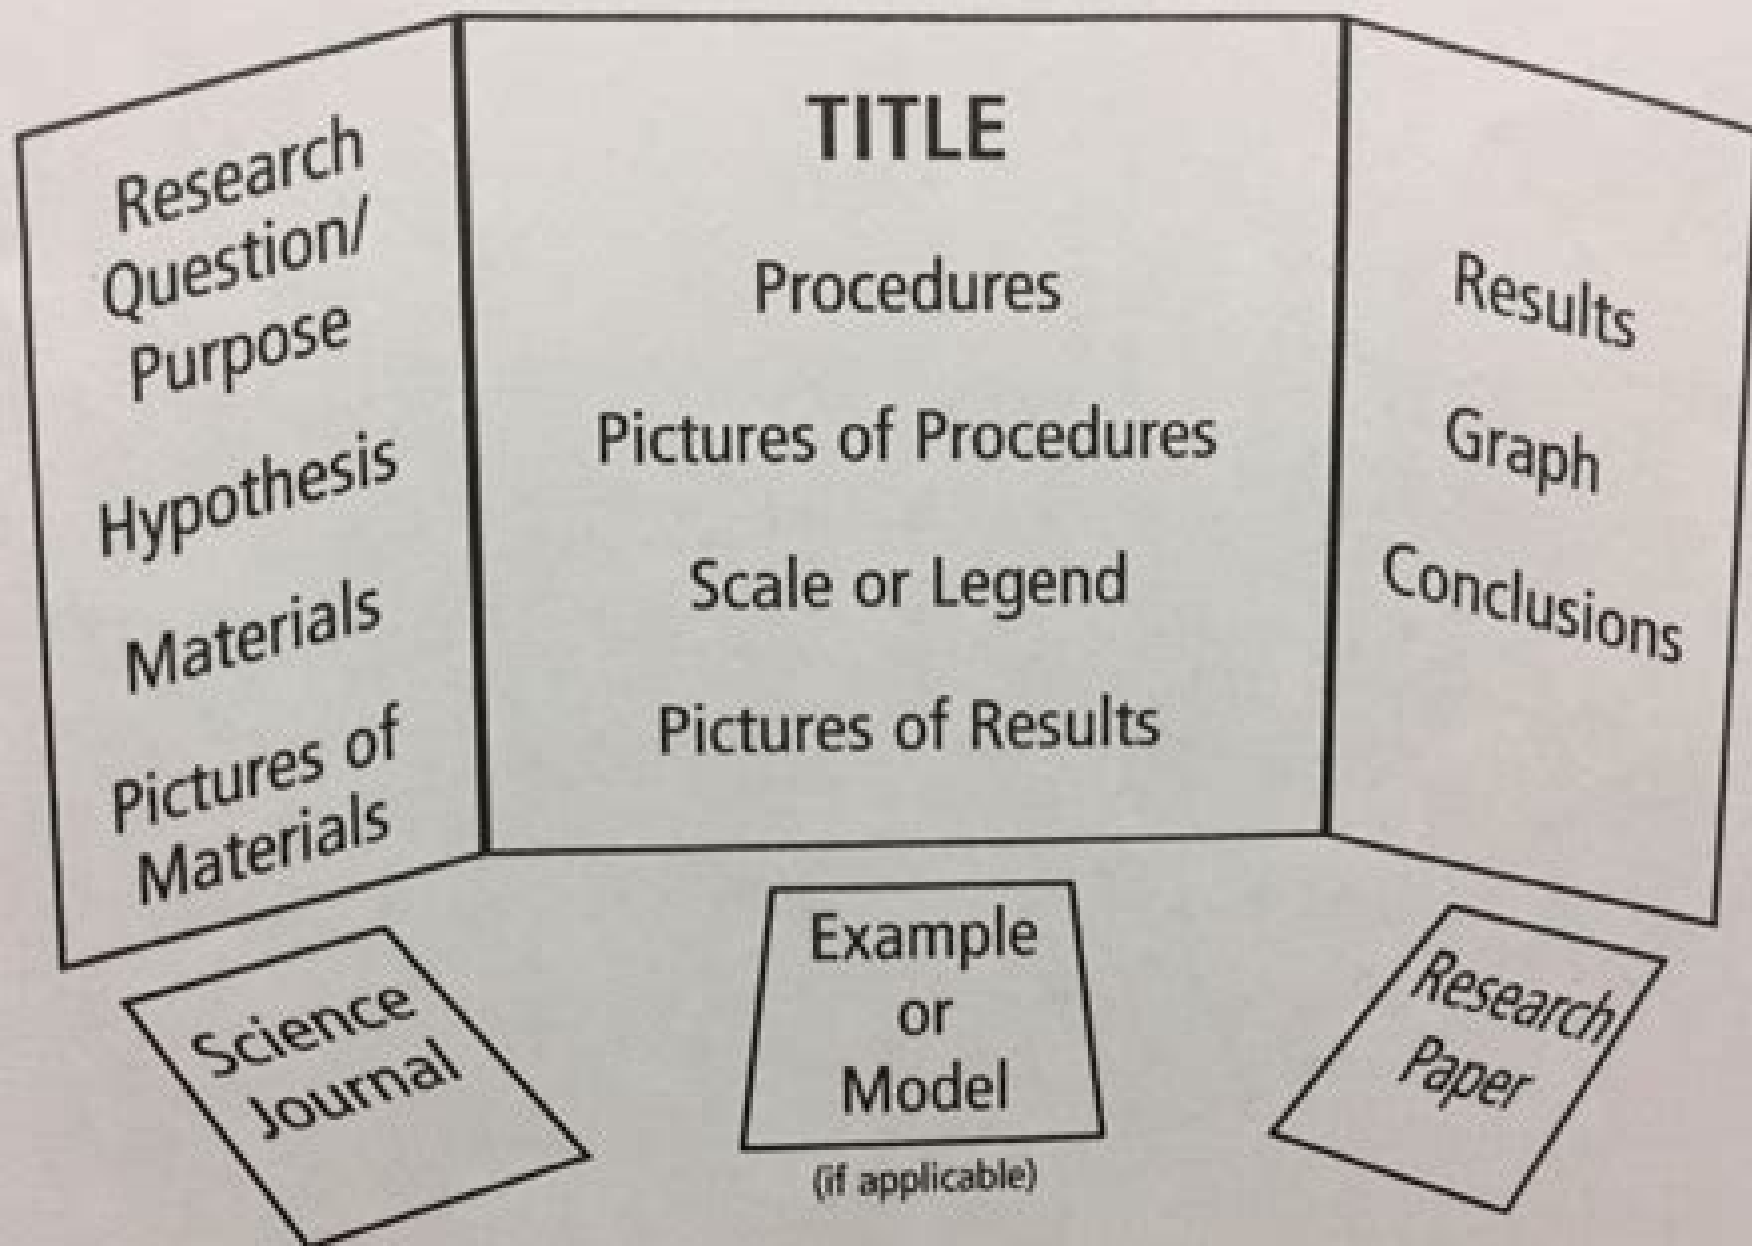 Research
Question/
Purpose
Hypothesis
Materials
Pictures of
Materials
TITLE
Procedures
Pictures of Procedures
Scale or Legend
Pictures of Results
Results
Graph
Conclusions
Science
Journal
Example
or
Model
(if applicable)
Research
Paper